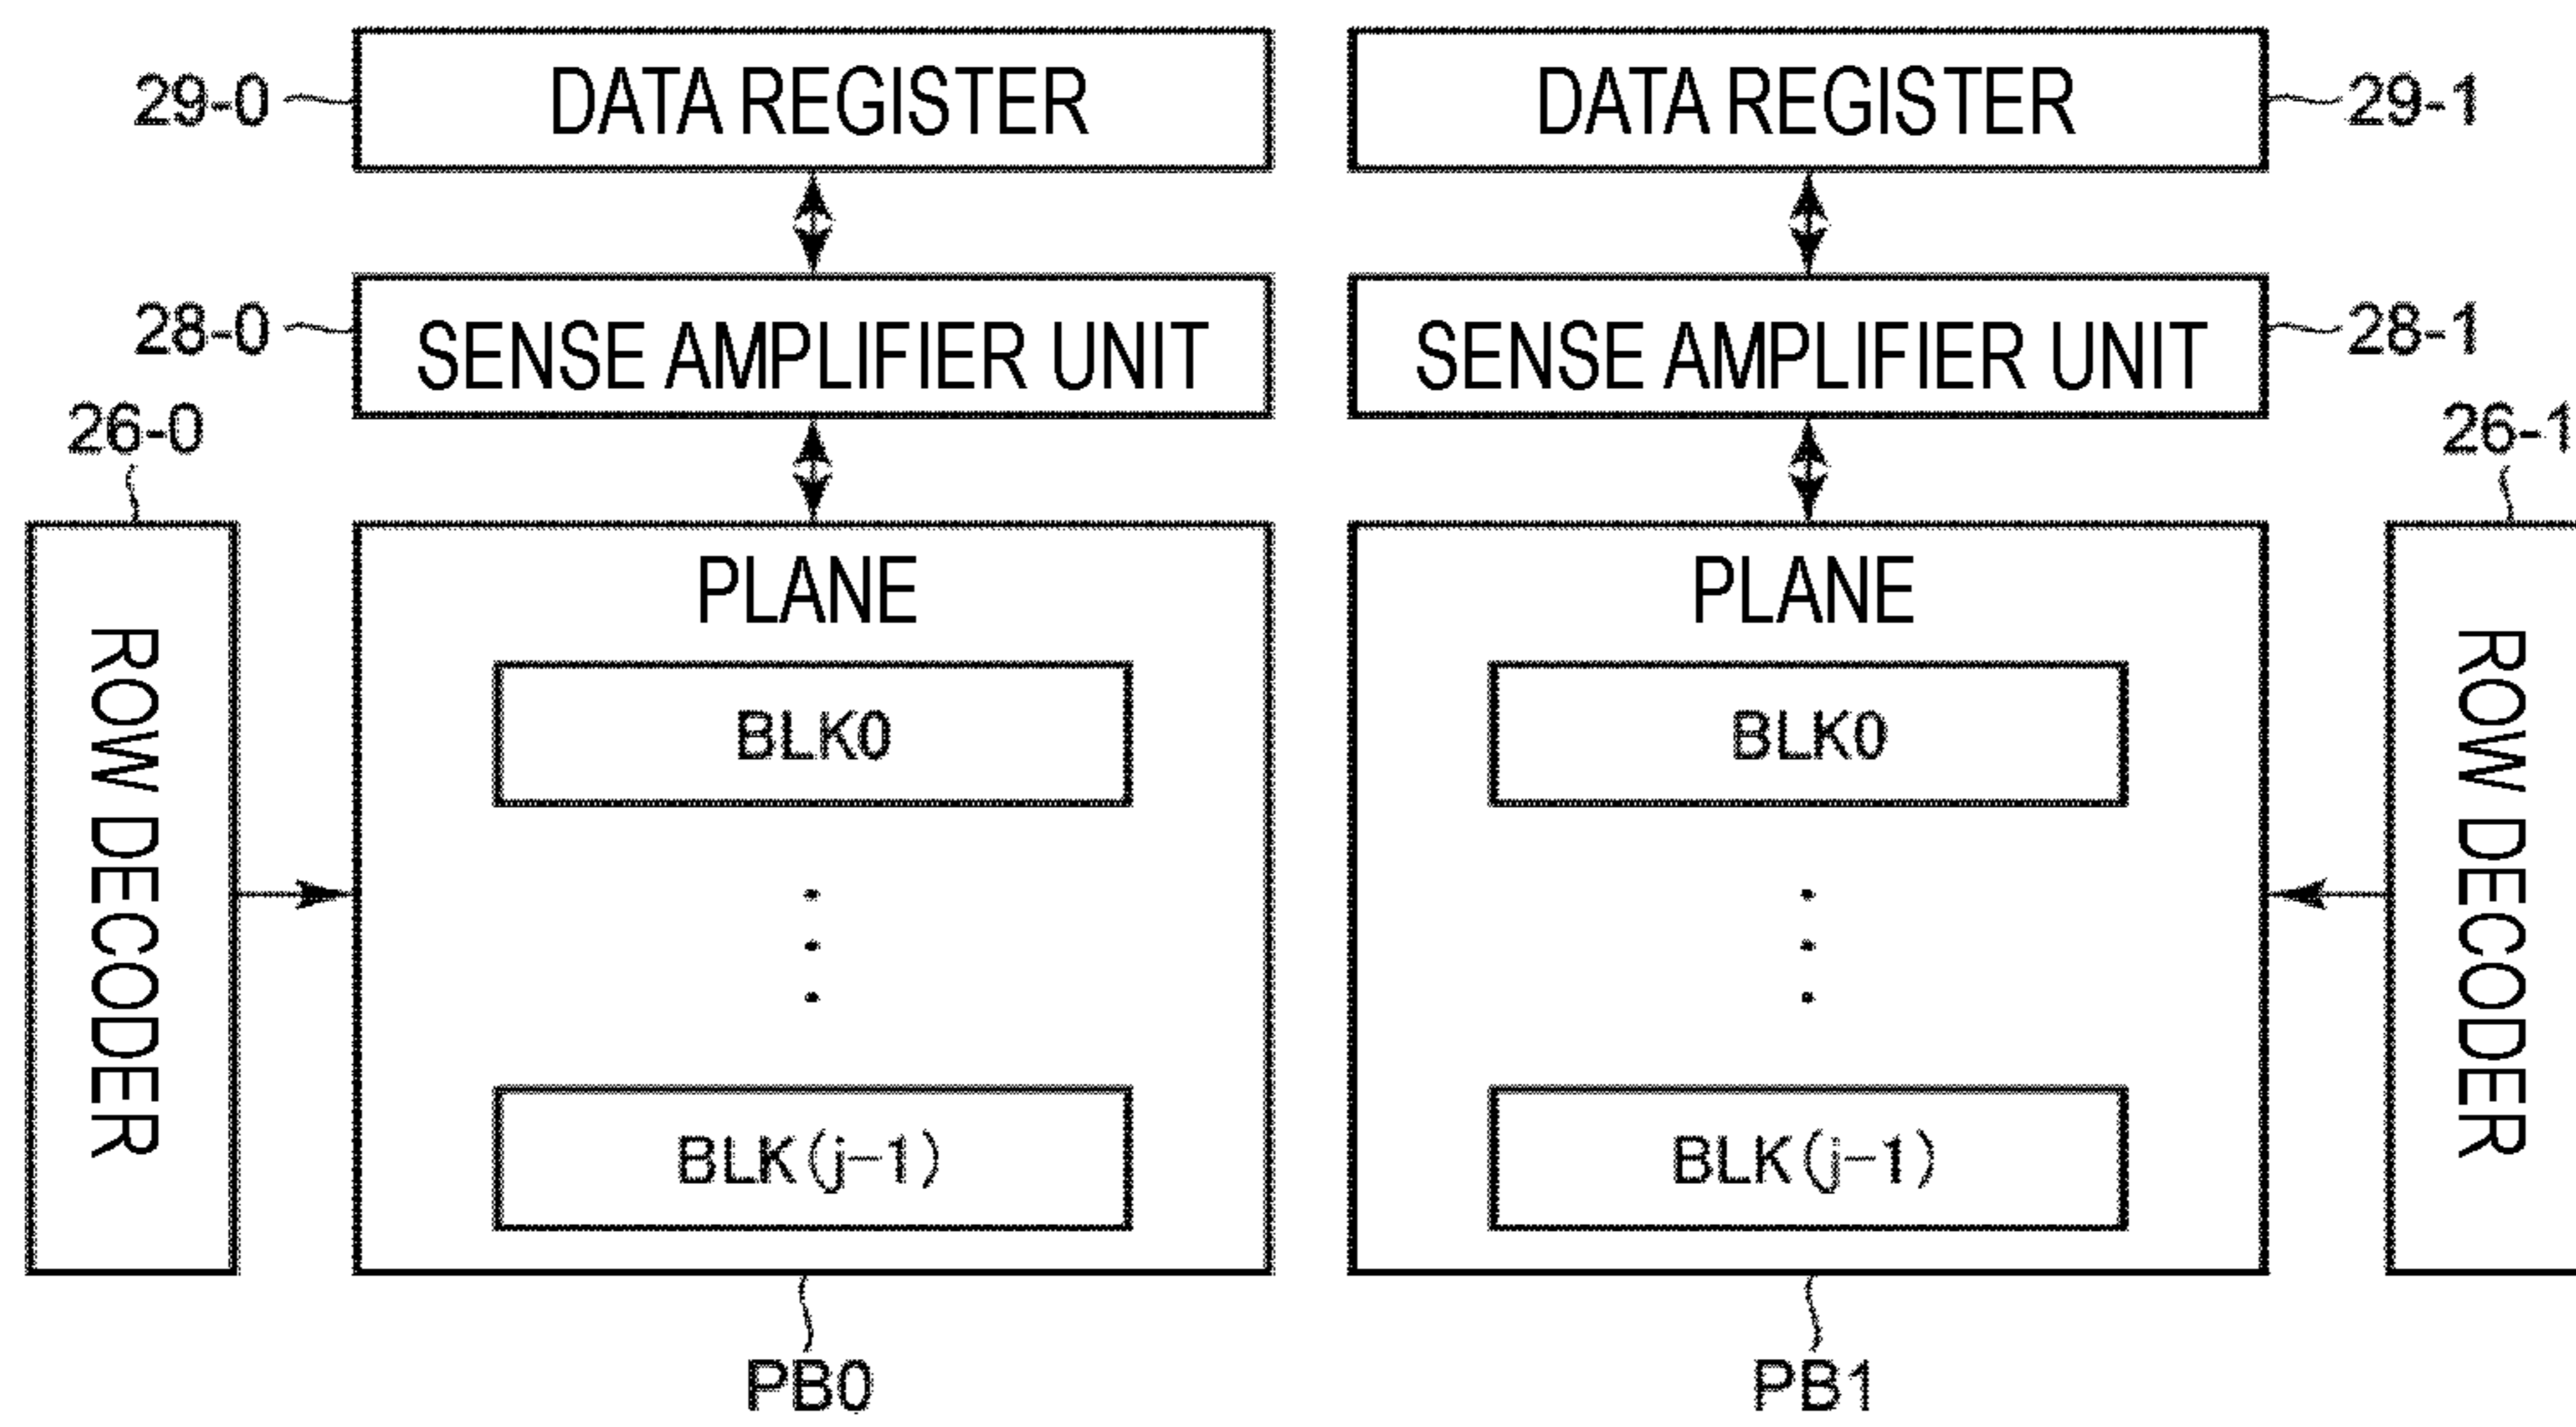 29-0
DATA REGISTER
DATA REGISTER
29-1
28-0
SENSE AMPLIFIER UNIT
SENSE AMPLIFIER UNIT
28-1
26-0
26-1
ROW DECODER
PLANE
BLK0
BLK(j-1)
PB0
PLANE
BLK0
BLK(j-1)
PB1
ROW DECODER